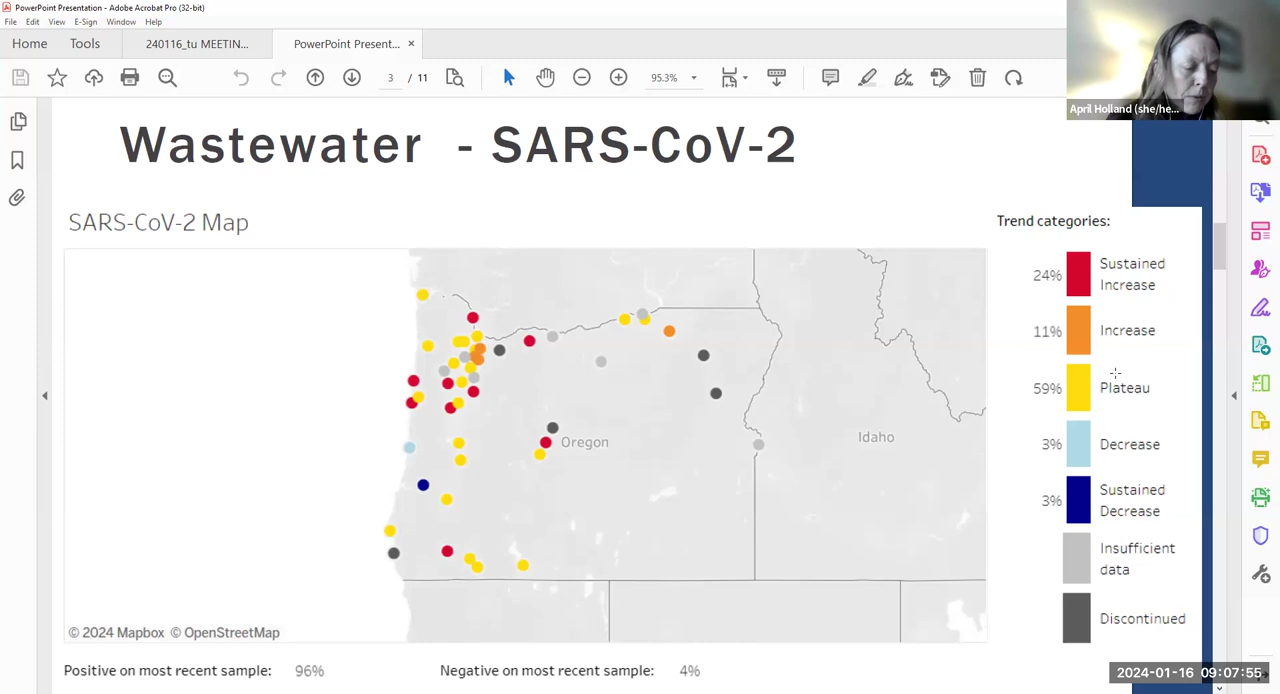 PowerPoint Presentation - Adobe Acrobat Pro (32-bit)
File Edit View E-Sign Window Help
Home Tools 240116_tu MEETIN... PowerPoint Present... ×
3 / 11 95.3%
April Holland (she/he...
Wastewater - SARS-CoV-2
SARS-CoV-2 Map
Trend categories:
24% Sustained
Increase
11% Increase
59% Plateau
3% Decrease
3% Sustained
Decrease
Insufficient
data
Discontinued
Oregon
Idaho
© 2024 Mapbox © OpenStreetMap
Positive on most recent sample: 96% Negative on most recent sample: 4%
2024-01-16 09:07:55